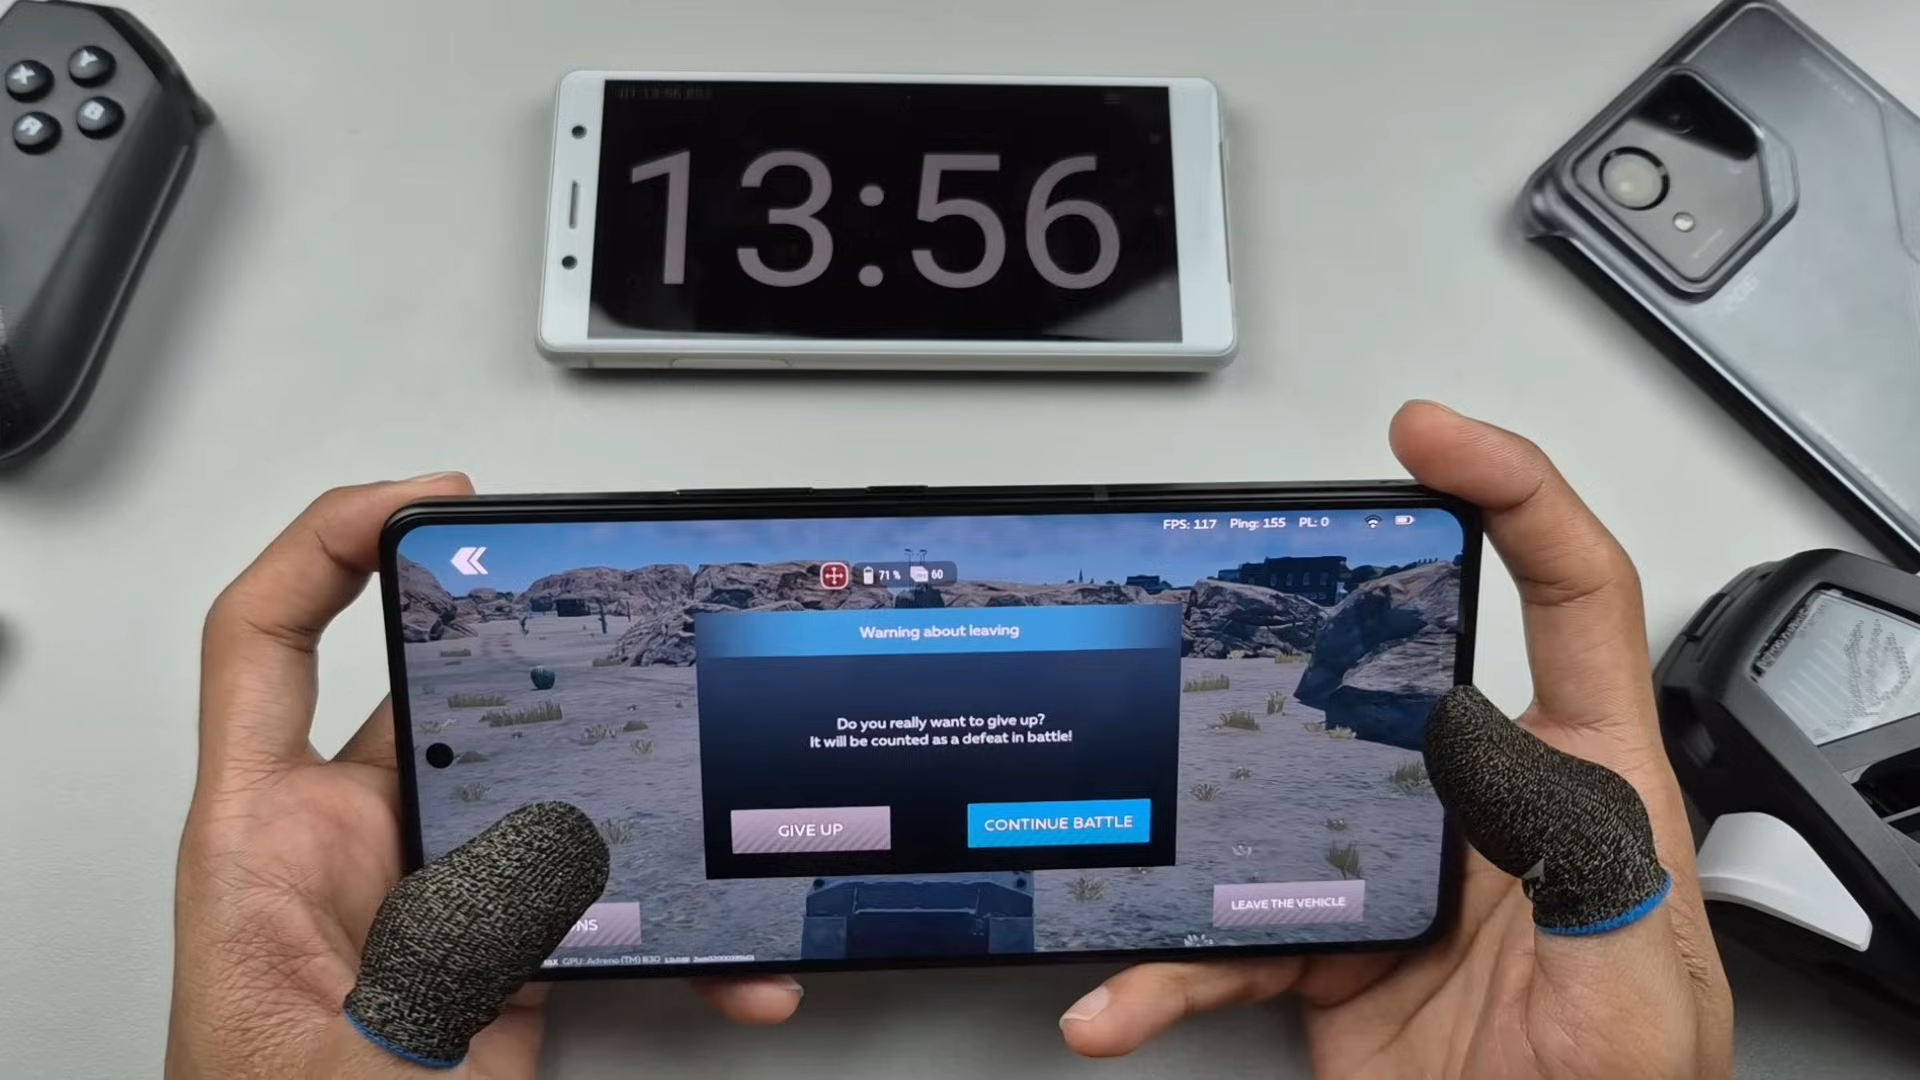 13:56
FPS: 117 Ping: 155 PL: 0
71 % 60
Warning about leaving
Do you really want to give up?
It will be counted as a defeat in battle!
GIVE UP
CONTINUE BATTLE
LEAVE THE VEHICLE
NS
GPU: Adreno (TM) 830